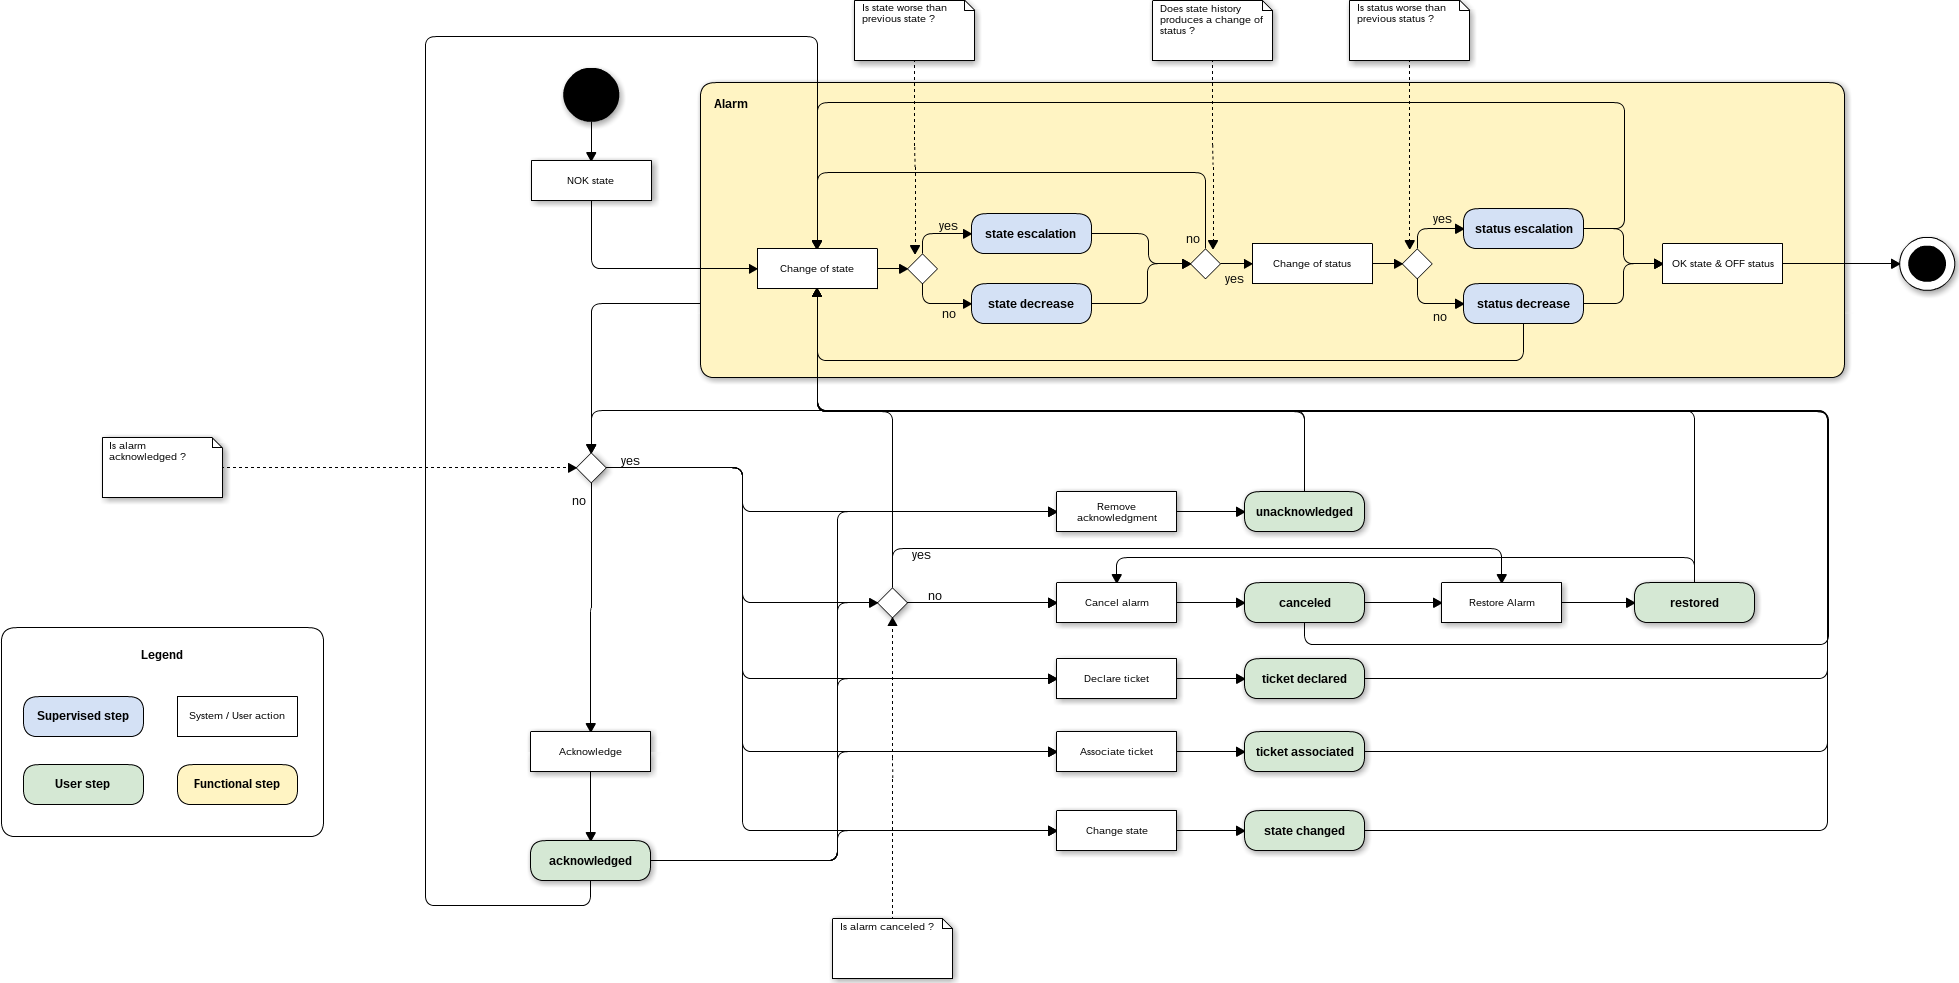 Is state worse than
previous state ?
Does state history
produces a change of
status ?
Is status worse than
previous status ?
Alarm
NOK state
yes
state escalation
no
yes
status escalation
Change of state
Change of status
OK state & OFF status
yes
state decrease
no
status decrease
no
Is alarm
acknowledged ?
yes
no
Remove
acknowledgment
unacknowledged
yes
no
Cancel alarm
canceled
Restore Alarm
restored
Legend
Supervised step
System / User action
User step
Functional step
Declare ticket
ticket declared
Acknowledge
Associate ticket
ticket associated
Change state
state changed
acknowledged
Is alarm canceled ?